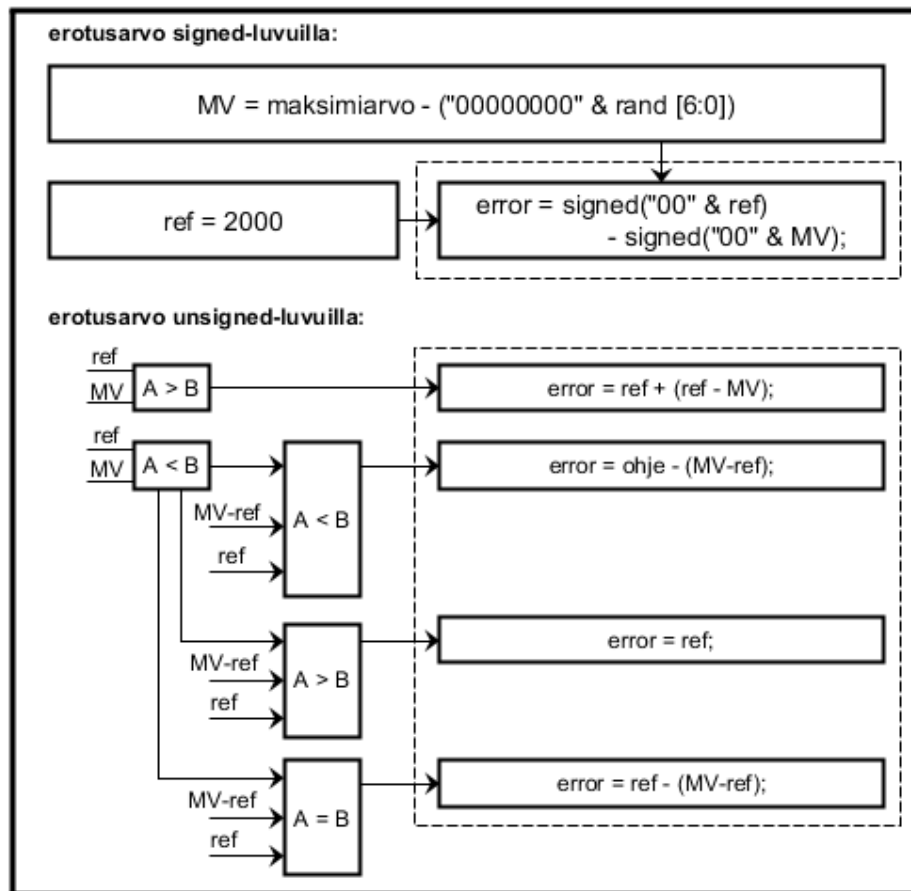 erotusarvo signed-luvuilla:
MV = maksimiarvo - ("00000000" & rand [6:0])
ref = 2000
error = signed("00" & ref)
- signed("00" & MV);
erotusarvo unsigned-luvuilla:
ref
MV
A > B
error = ref + (ref - MV);
ref
MV
A < B
MV-ref
ref
A < B
error = ohje - (MV-ref);
MV-ref
ref
A > B
error = ref;
MV-ref
ref
A = B
error = ref - (MV-ref);